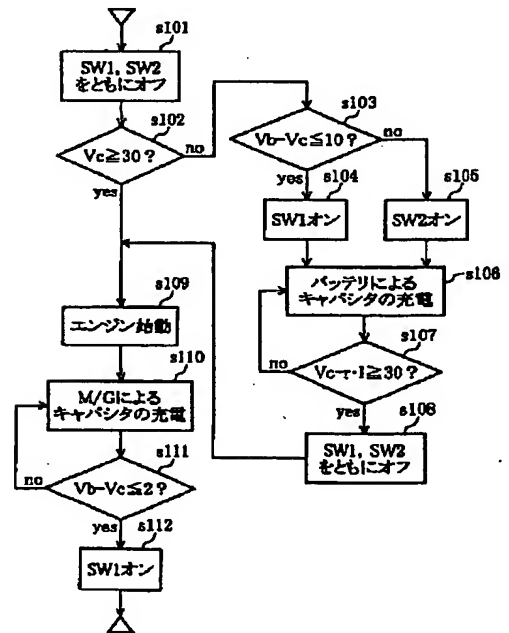 s101
SW1, SW2
をともにオフ
s102
Vc≧30?
no
yes
s103
Vb-Vc≦10?
no
yes
s104
SW1オン
s105
SW2オン
s106
バッテリによる
キャパシタの充電
s107
Vc-r・I≧30?
no
yes
s108
SW1, SW2
をともにオフ
s109
エンジン始動
s110
M/Gによる
キャパシタの充電
s111
Vb-Vc≦2?
no
yes
s112
SW1オン